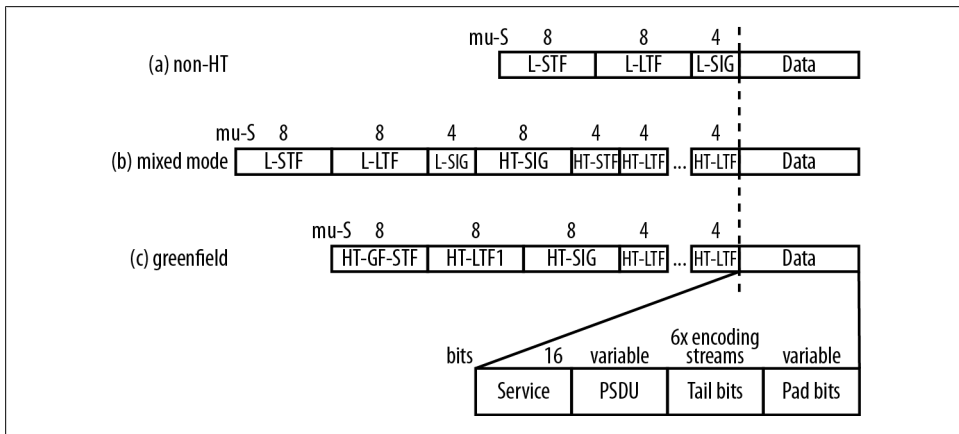 mu-S 8 8 4
(a) non-HT L-STF L-LTF L-SIG Data
mu-S 8 8 4 8 4 4 4
(b) mixed mode L-STF L-LTF L-SIG HT-SIG HT-STF HT-LTF ... HT-LTF Data
mu-S 8 8 8 4 4
(c) greenfield HT-GF-STF HT-LTF1 HT-SIG HT-LTF ... HT-LTF Data
6x encoding
bits 16 variable streams variable
Service PSDU Tail bits Pad bits